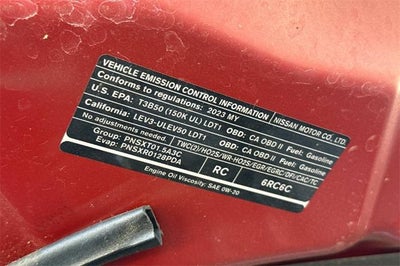 VEHICLE EMISSION CONTROL INFORMATION NISSAN MOTOR CO., LTD.
Conforms to regulations: 2023 MY
U.S. EPA: T3B50 (150K UL) LDT1 OBD: CA OBD II Fuel: Gasoline
California: LEV3-ULEV50 LDT1 OBD: CA OBD II Fuel: Gasoline
No adjustments needed. TWC(2)/HO2S/WR-HO2S/EGR/EGRC/DFI/CAC/TC
Group: PNSXT01.5A3C
Evap: PNSXR0128PDA RC 6RC6C
Engine Oil Viscosity: SAE 0W-20